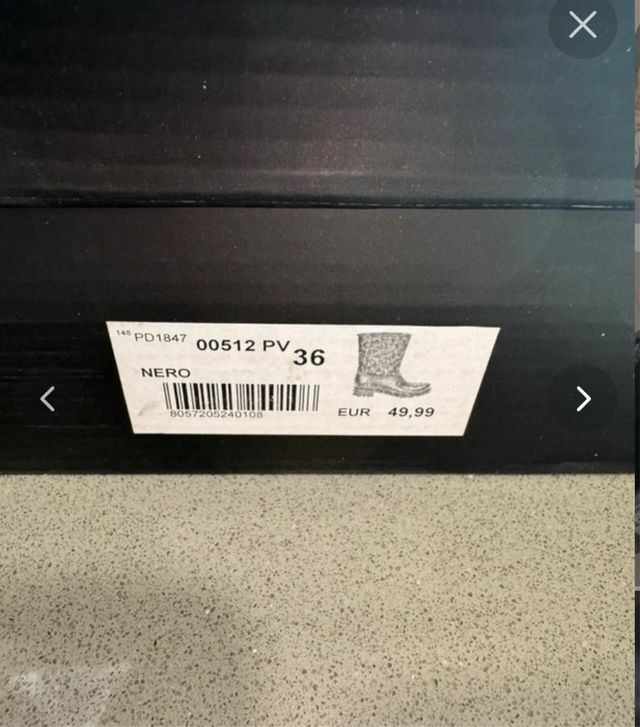 148 PD1847 00512 PV 36
NERO
8057205240108
EUR 49,99